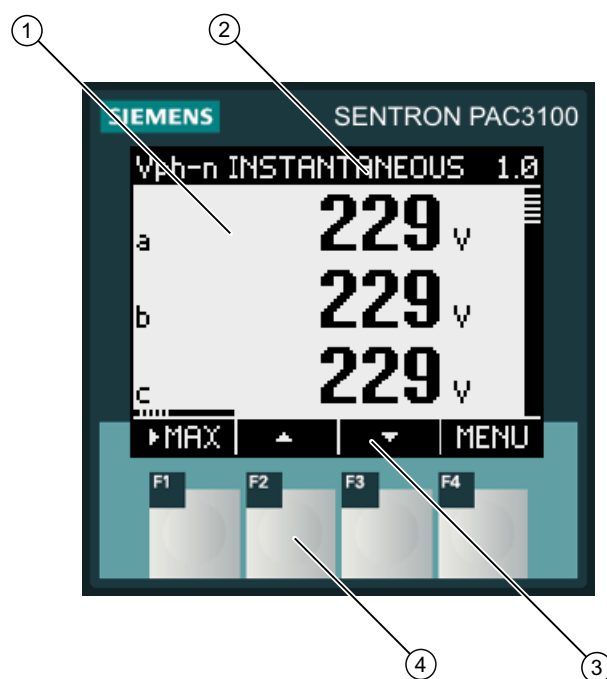 1 2
SIEMENS SENTRON PAC3100
Vph-n INSTANTANEOUS 1.0
a 229 V
b 229 V
c 229 V
MAX MENU
F1 F2 F3 F4
4 3